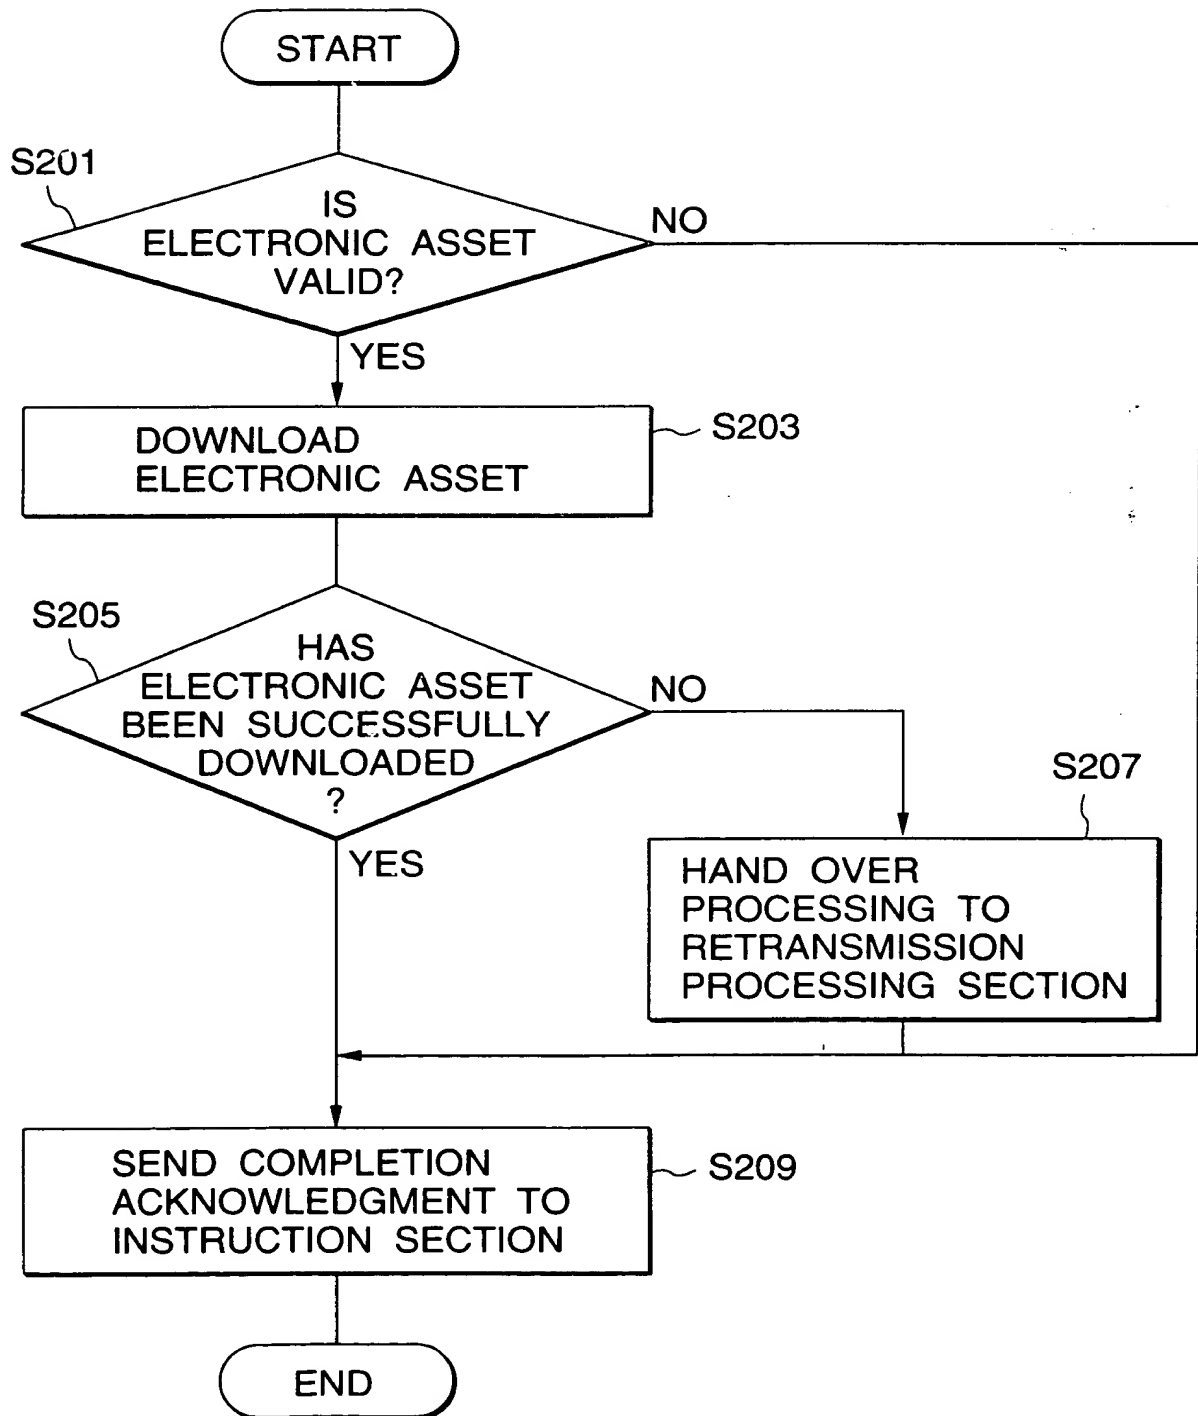 START
S201
IS
ELECTRONIC ASSET
VALID?
NO
YES
DOWNLOAD
ELECTRONIC ASSET
S203
S205
HAS
ELECTRONIC ASSET
BEEN SUCCESSFULLY
DOWNLOADED
?
NO
YES
S207
HAND OVER
PROCESSING TO
RETRANSMISSION
PROCESSING SECTION
SEND COMPLETION
ACKNOWLEDGMENT TO
INSTRUCTION SECTION
S209
END